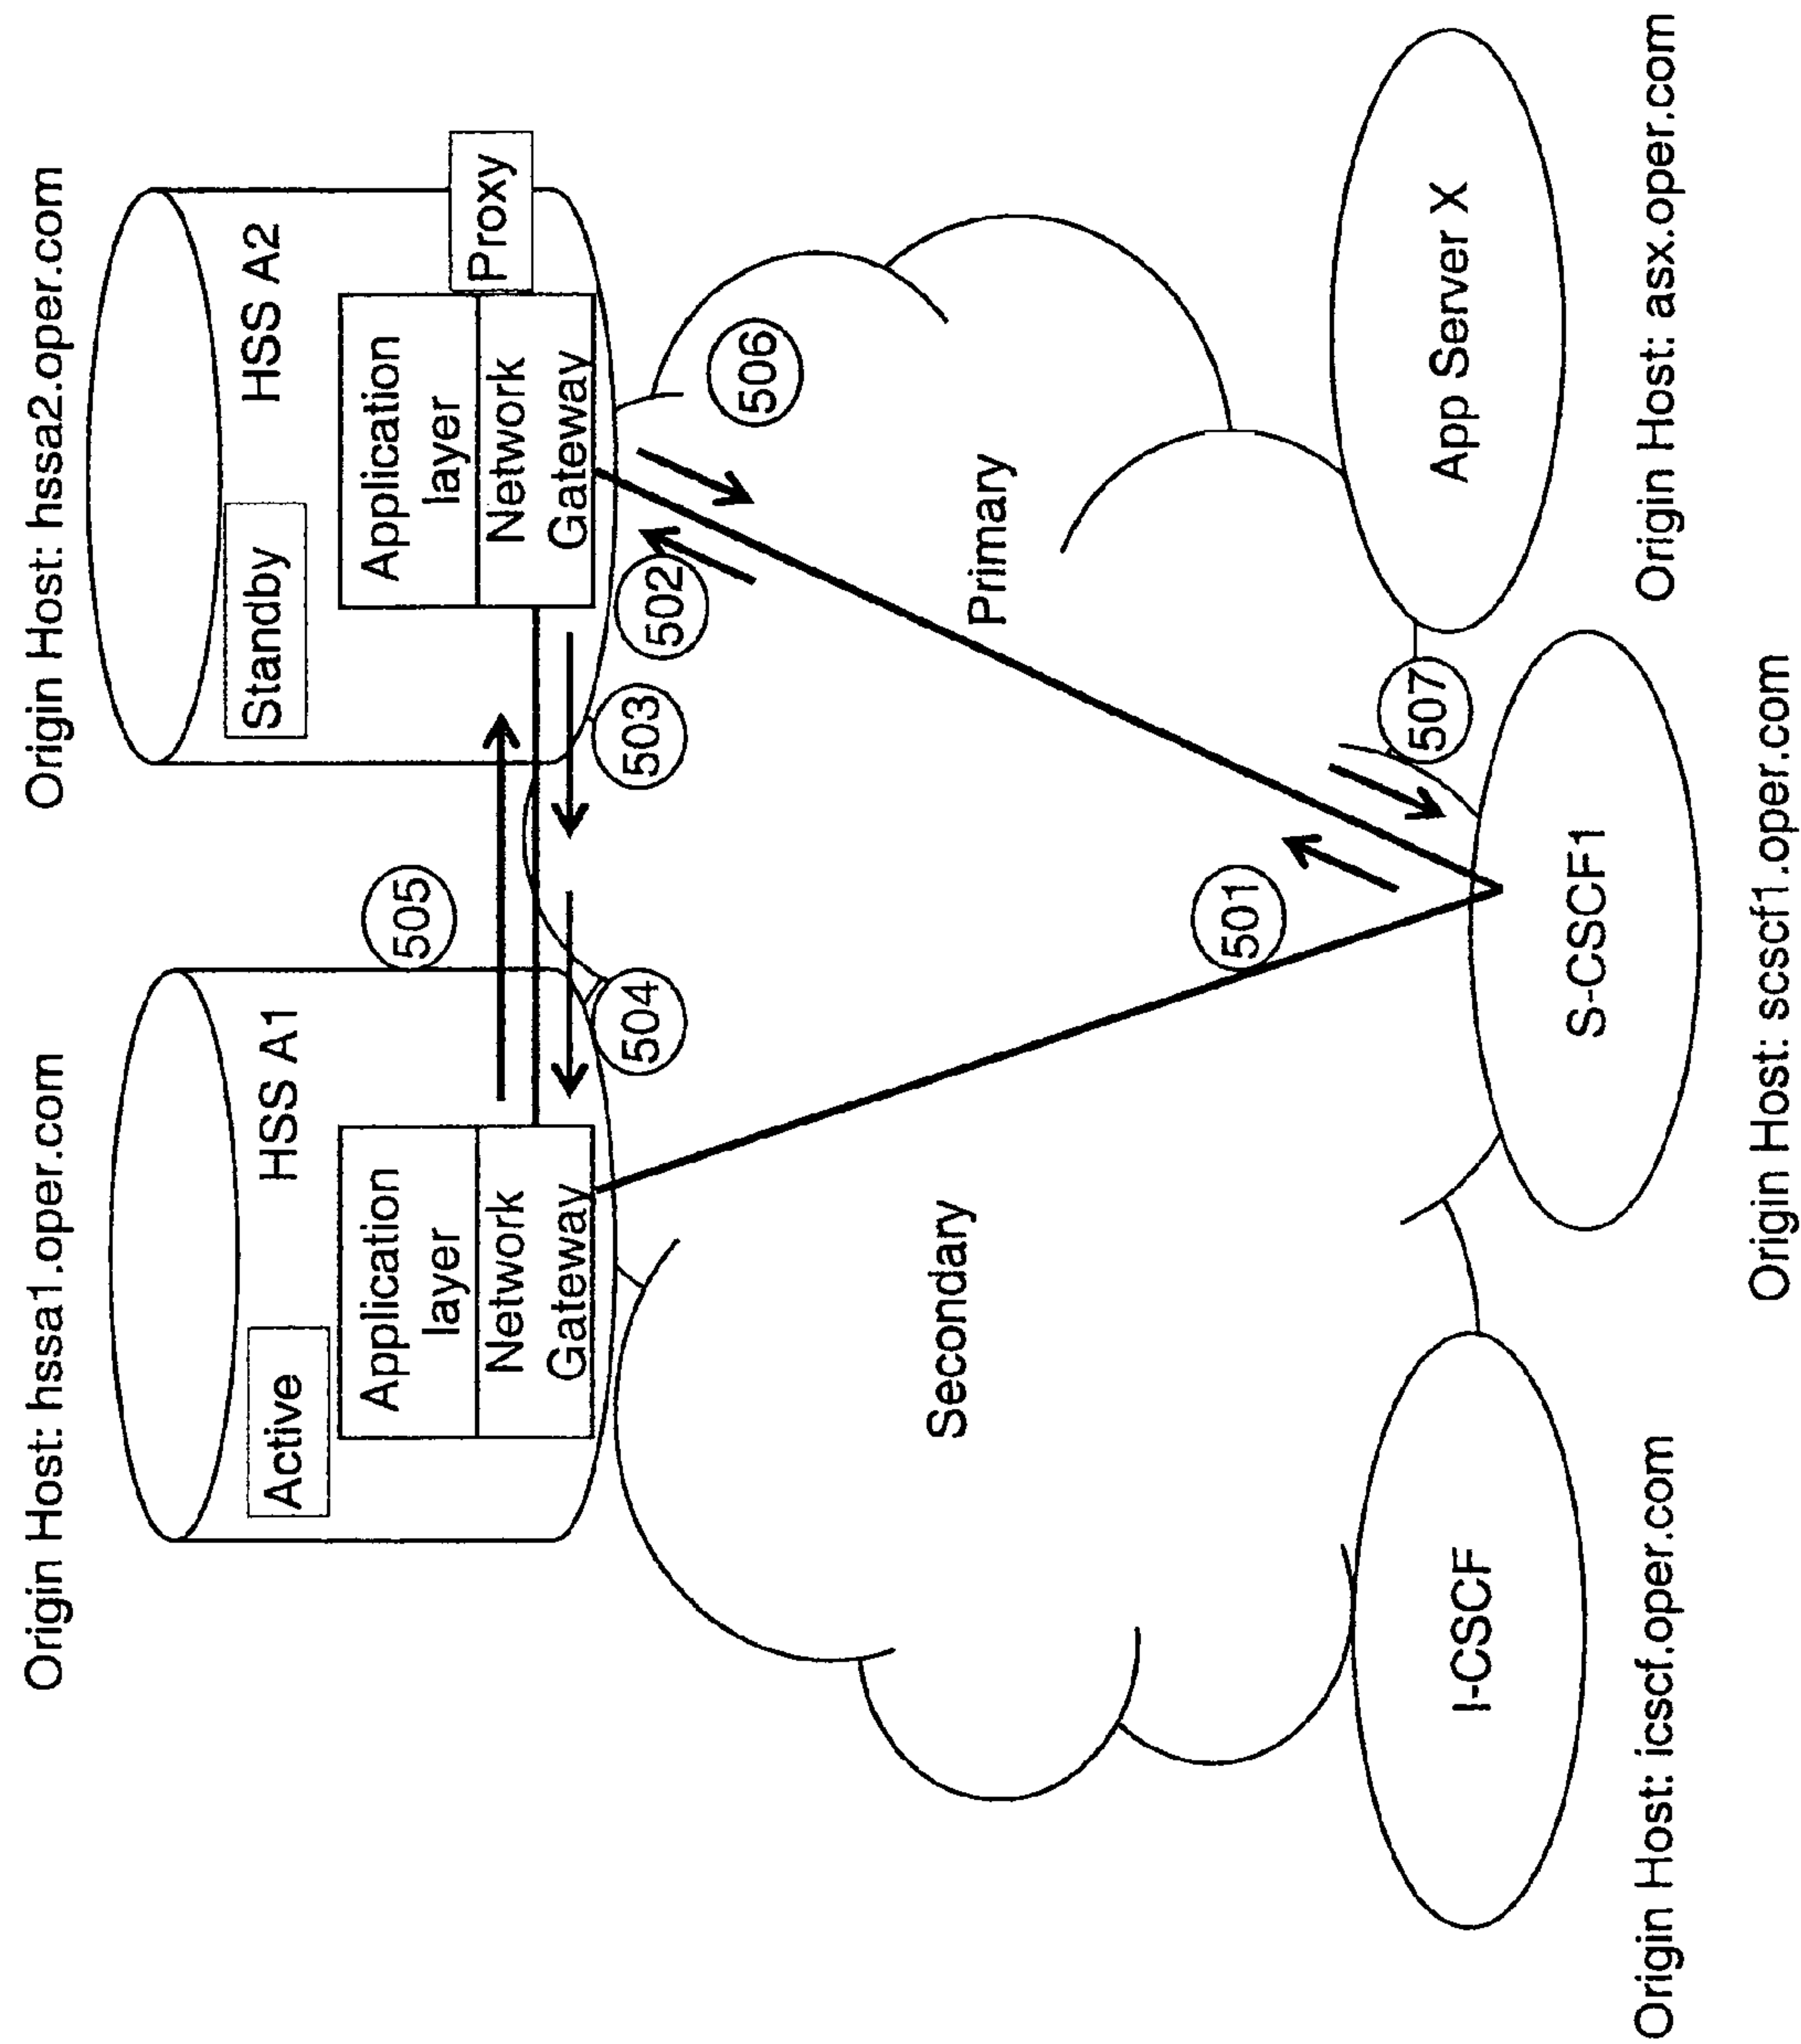 Origin Host: hssa1.oper.com
Origin Host: hssa2.oper.com
HSS A1
HSS A2
Active
Standby
Application
layer
Network
Gateway
Application
layer
Network
Gateway
Proxy
505
504
503
502
506
Secondary
Primary
501
507
I-CSCF
S-CSCF1
App Server X
Origin Host: icscf.oper.com
Origin Host: scscf1.oper.com
Origin Host: asx.oper.com